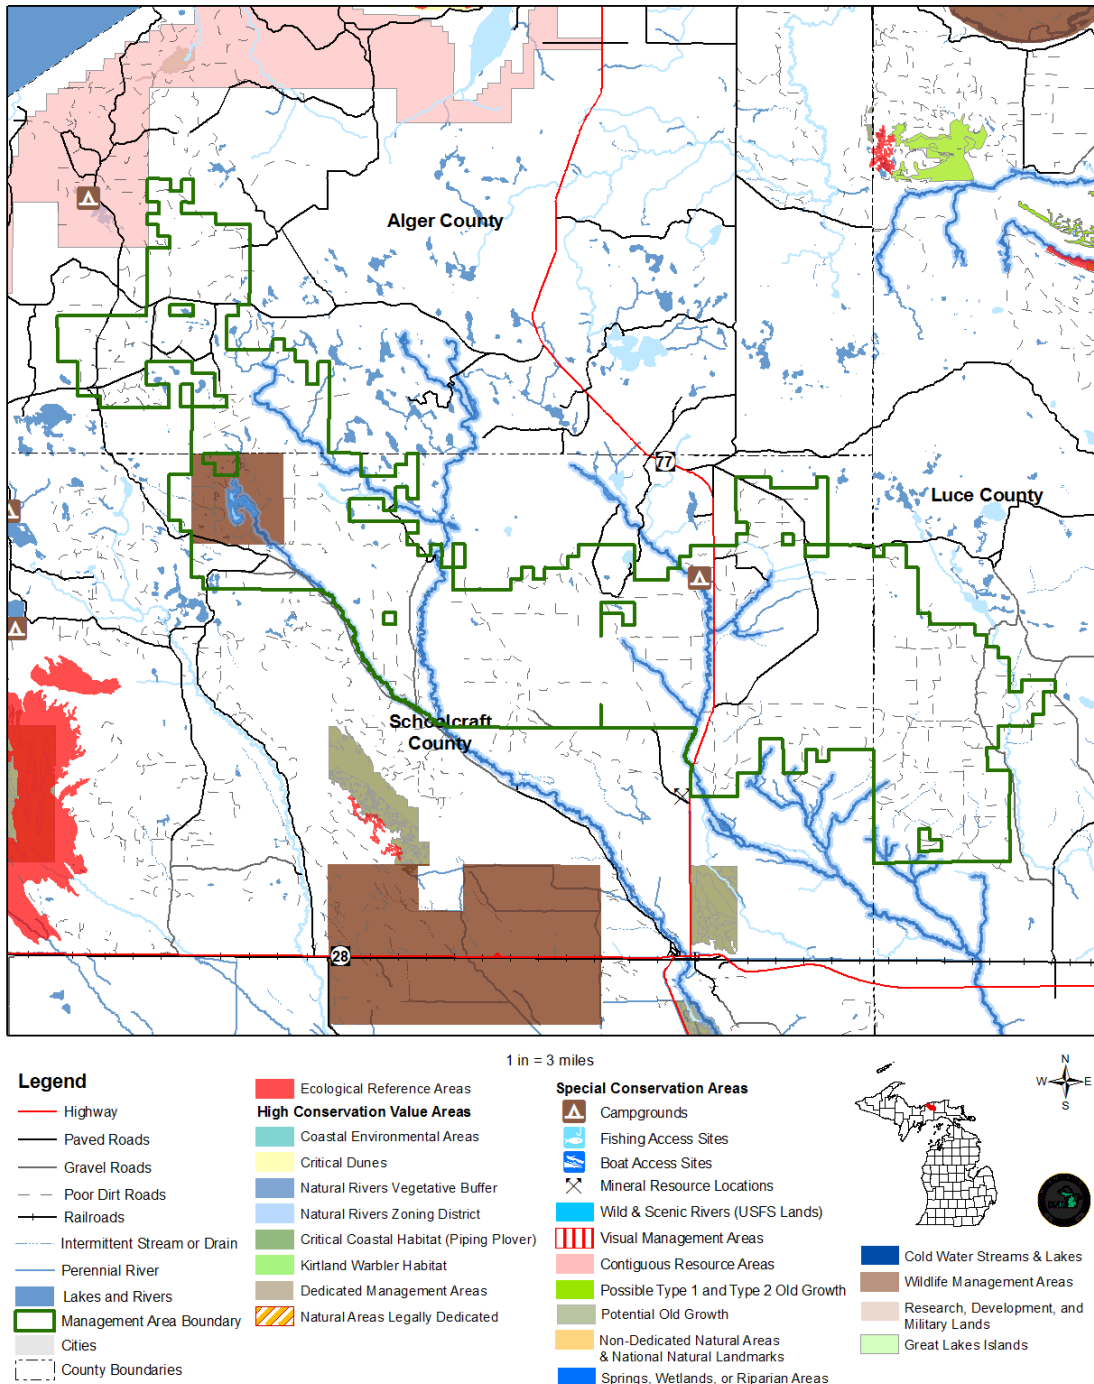 Alger County
77
Luce County
Schoolcraft
County
28
1 in = 3 miles
Legend
Highway
Paved Roads
Gravel Roads
Poor Dirt Roads
Railroads
Intermittent Stream or Drain
Perennial River
Lakes and Rivers
Management Area Boundary
Cities
County Boundaries
Ecological Reference Areas
High Conservation Value Areas
Coastal Environmental Areas
Critical Dunes
Natural Rivers Vegetative Buffer
Natural Rivers Zoning District
Critical Coastal Habitat (Piping Plover)
Kirtland Warbler Habitat
Dedicated Management Areas
Natural Areas Legally Dedicated
Special Conservation Areas
Campgrounds
Fishing Access Sites
Boat Access Sites
Mineral Resource Locations
Wild & Scenic Rivers (USFS Lands)
Visual Management Areas
Contiguous Resource Areas
Possible Type 1 and Type 2 Old Growth
Potential Old Growth
Non-Dedicated Natural Areas
& National Natural Landmarks
Springs, Wetlands, or Riparian Areas
N
W E
S
Cold Water Streams & Lakes
Wildlife Management Areas
Research, Development, and
Military Lands
Great Lakes Islands